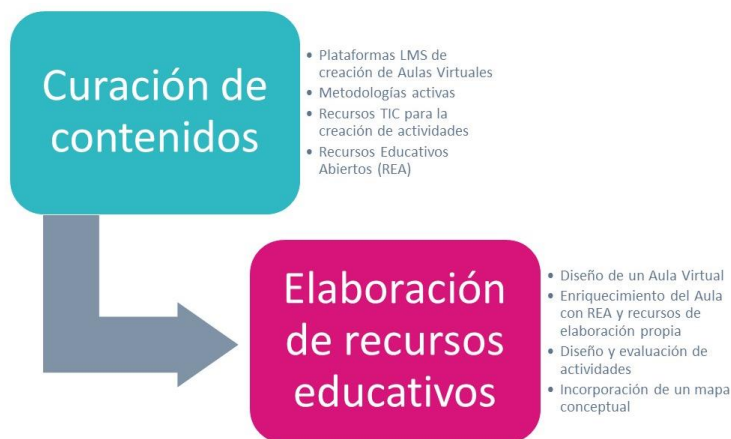 Curación de
contenidos
• Plataformas LMS de
creación de Aulas Virtuales
• Metodologías activas
• Recursos TIC para la
creación de actividades
• Recursos Educativos
Abiertos (REA)
Elaboración
de recursos
educativos
• Diseño de un Aula Virtual
• Enriquecimiento del Aula
con REA y recursos de
elaboración propia
• Diseño y evaluación de
actividades
• Incorporación de un mapa
conceptual